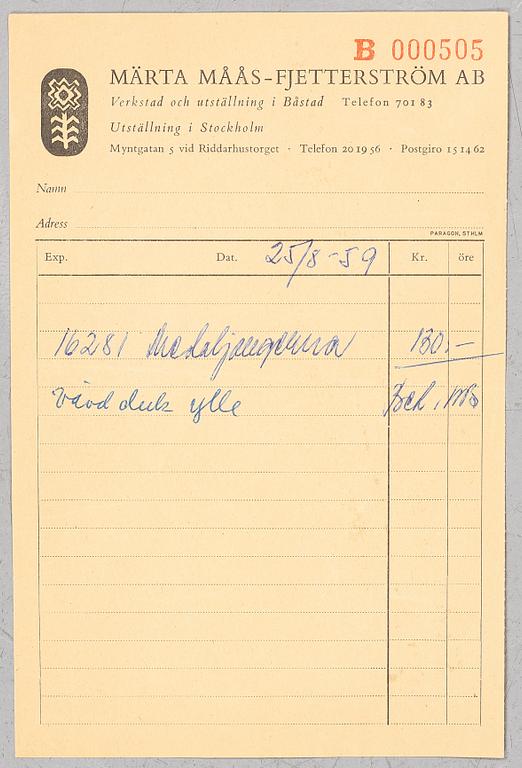 B 000505
MÄRTA MÅÅS-FJETTERSTRÖM AB
Verkstad och utställning i Båstad Telefon 701 83
Utställning i Stockholm
Myntgatan 5 vid Riddarhustorget · Telefon 20 19 56 · Postgiro 15 14 62
Namn
Adress
PARAGON, STHLM
Exp. Dat. 25/8-59 Kr. öre
16281 Medaljongerna 130.-
Vävd duk ylle Bet.